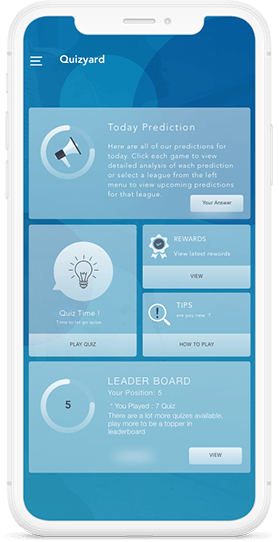 Quizyard
Today Prediction
Here are all of our predictions for
today. Click each game to view
detailed analysis of each prediction
or select a league from the left
menu to view upcoming predictions
for that league.
Your Answer
Quiz Time !
Time to let go quize
PLAY QUIZ
REWARDS
View latest rewards
VIEW
TIPS
are you new ?
HOW TO PLAY
LEADER BOARD
Your Position: 5
5
* You Played : 7 Quiz
There are a lot more quizes available,
play more to be a topper in
leaderboard
VIEW